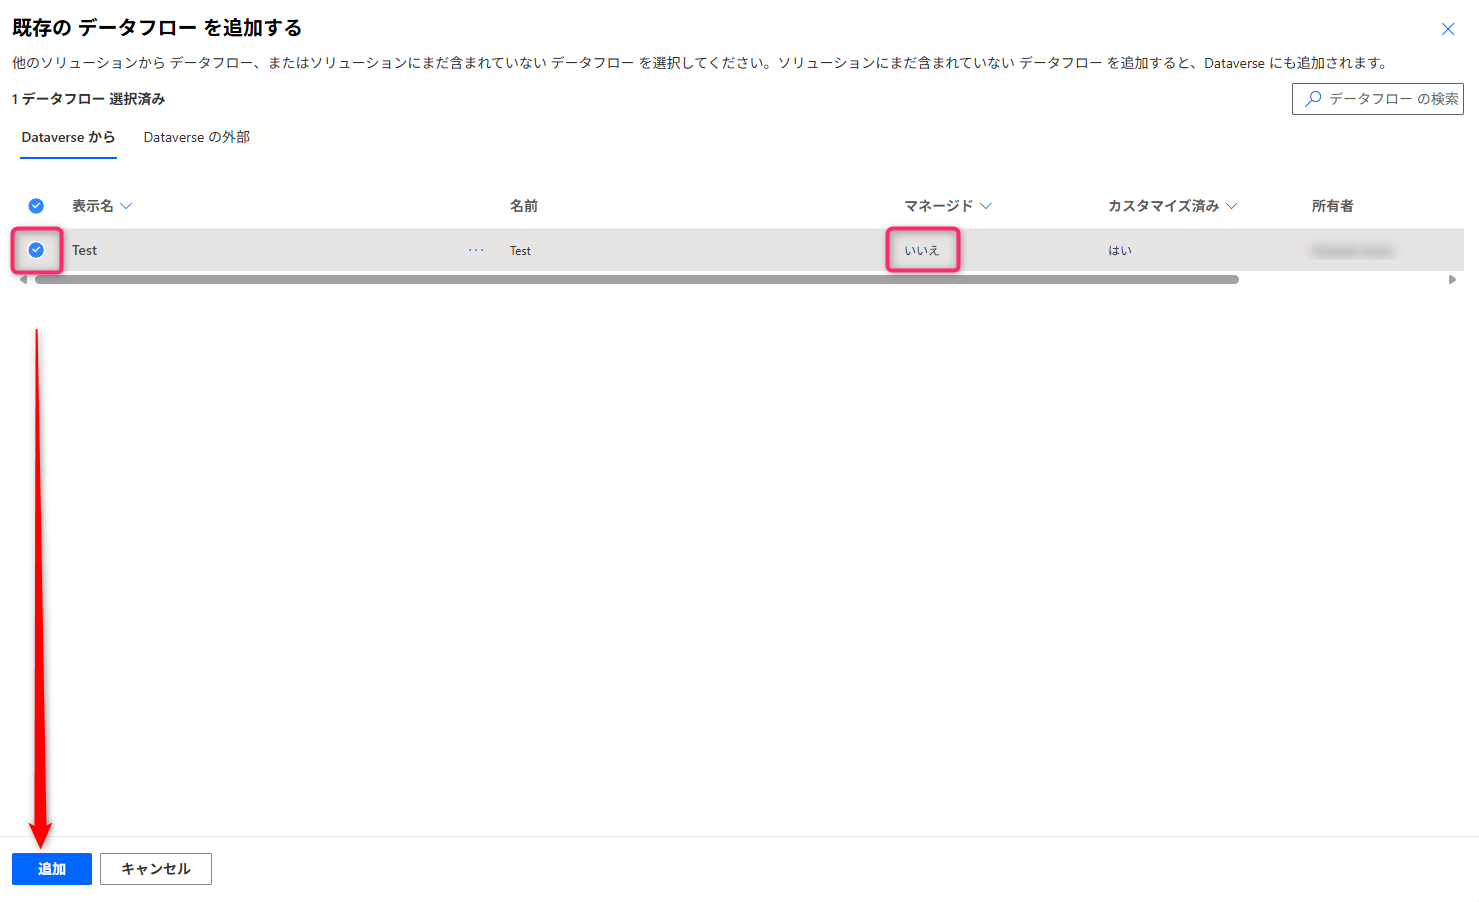 既存の データフロー を追加する
他のソリューションから データフロー、またはソリューションにまだ含まれていない データフロー を選択してください。ソリューションにまだ含まれていない データフロー を追加すると、Dataverse にも追加されます。
1 データフロー 選択済み
データフロー の検索
Dataverse から Dataverse の外部
表示名 名前 マネージド カスタマイズ済み 所有者
Test ... Test いいえ はい
追加 キャンセル